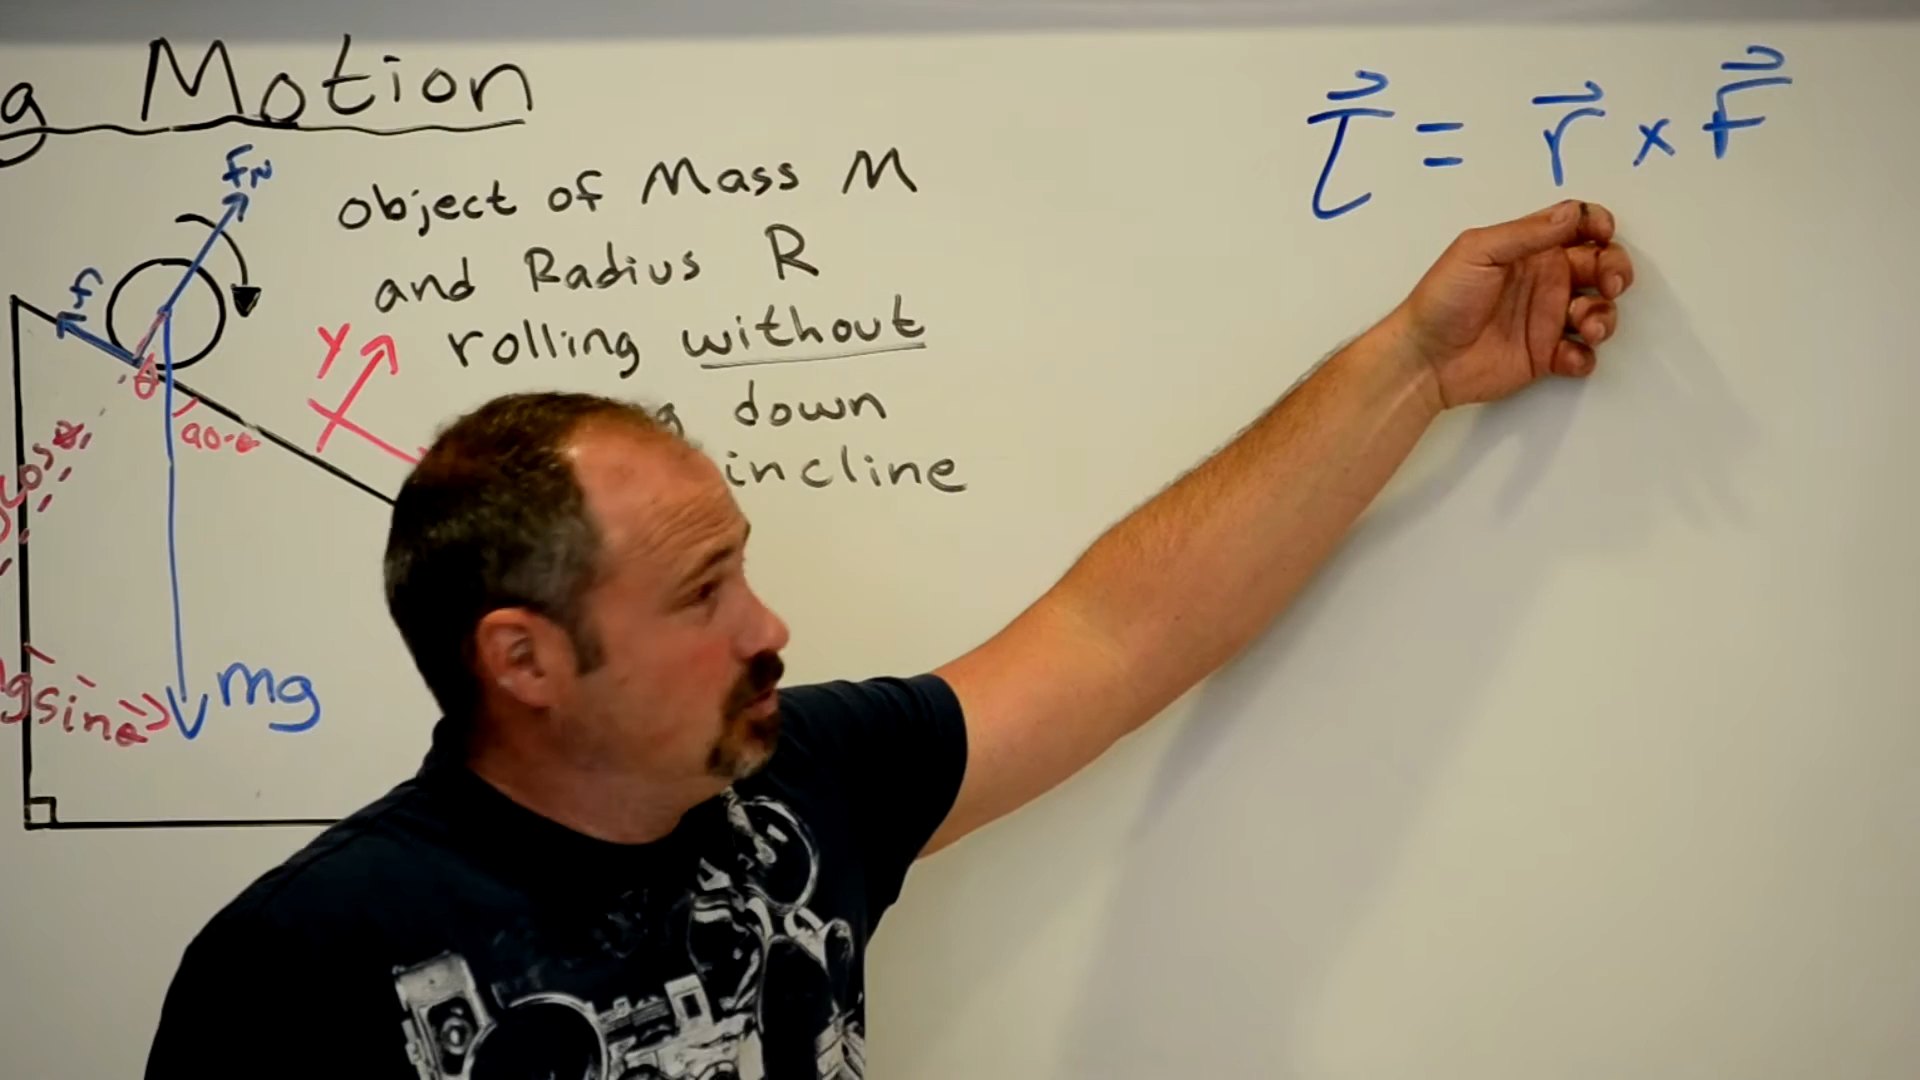 g Motion
τ⃗ = r⃗ x F⃗
FN
object of Mass M
and Radius R
f
Y
rolling without
θ
g down
90-θ
cosθ
incline
mg
gsinθ